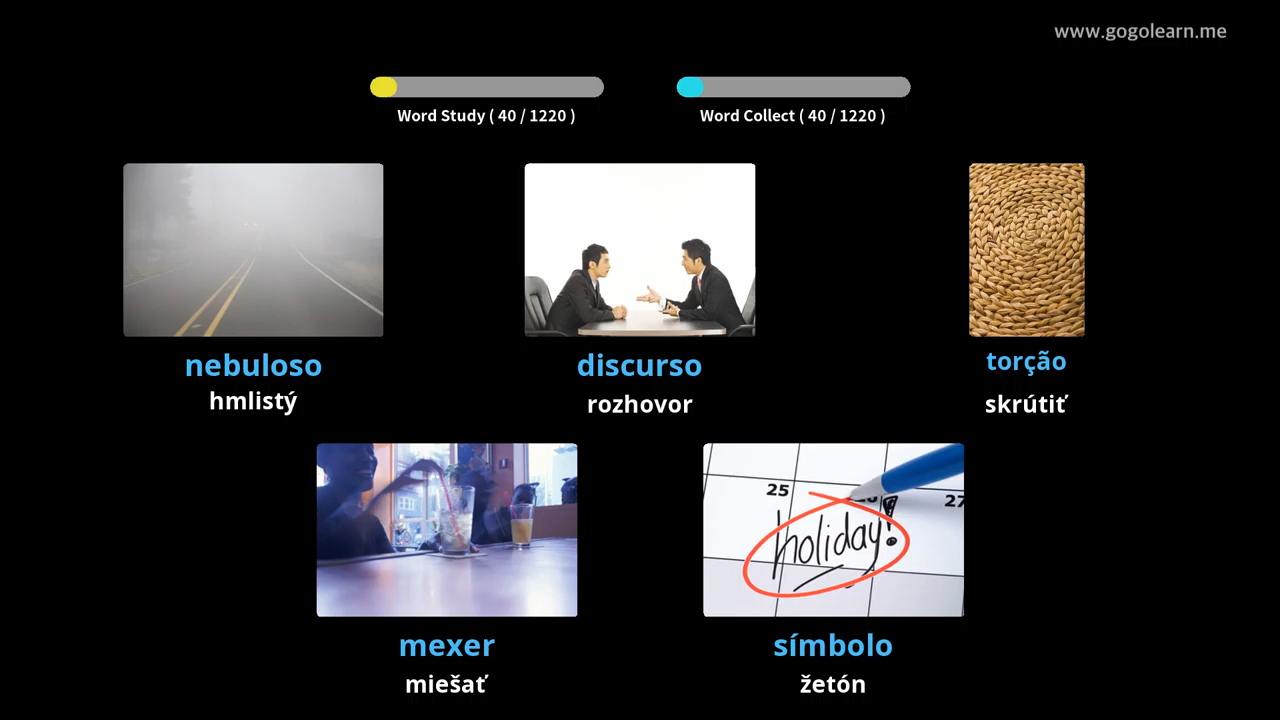 www.gogolearn.me
Word Study ( 40 / 1220 )
Word Collect ( 40 / 1220 )
nebuloso
hmlistý
discurso
rozhovor
torção
skrútiť
25
27
holiday!
mexer
miešať
símbolo
žetón